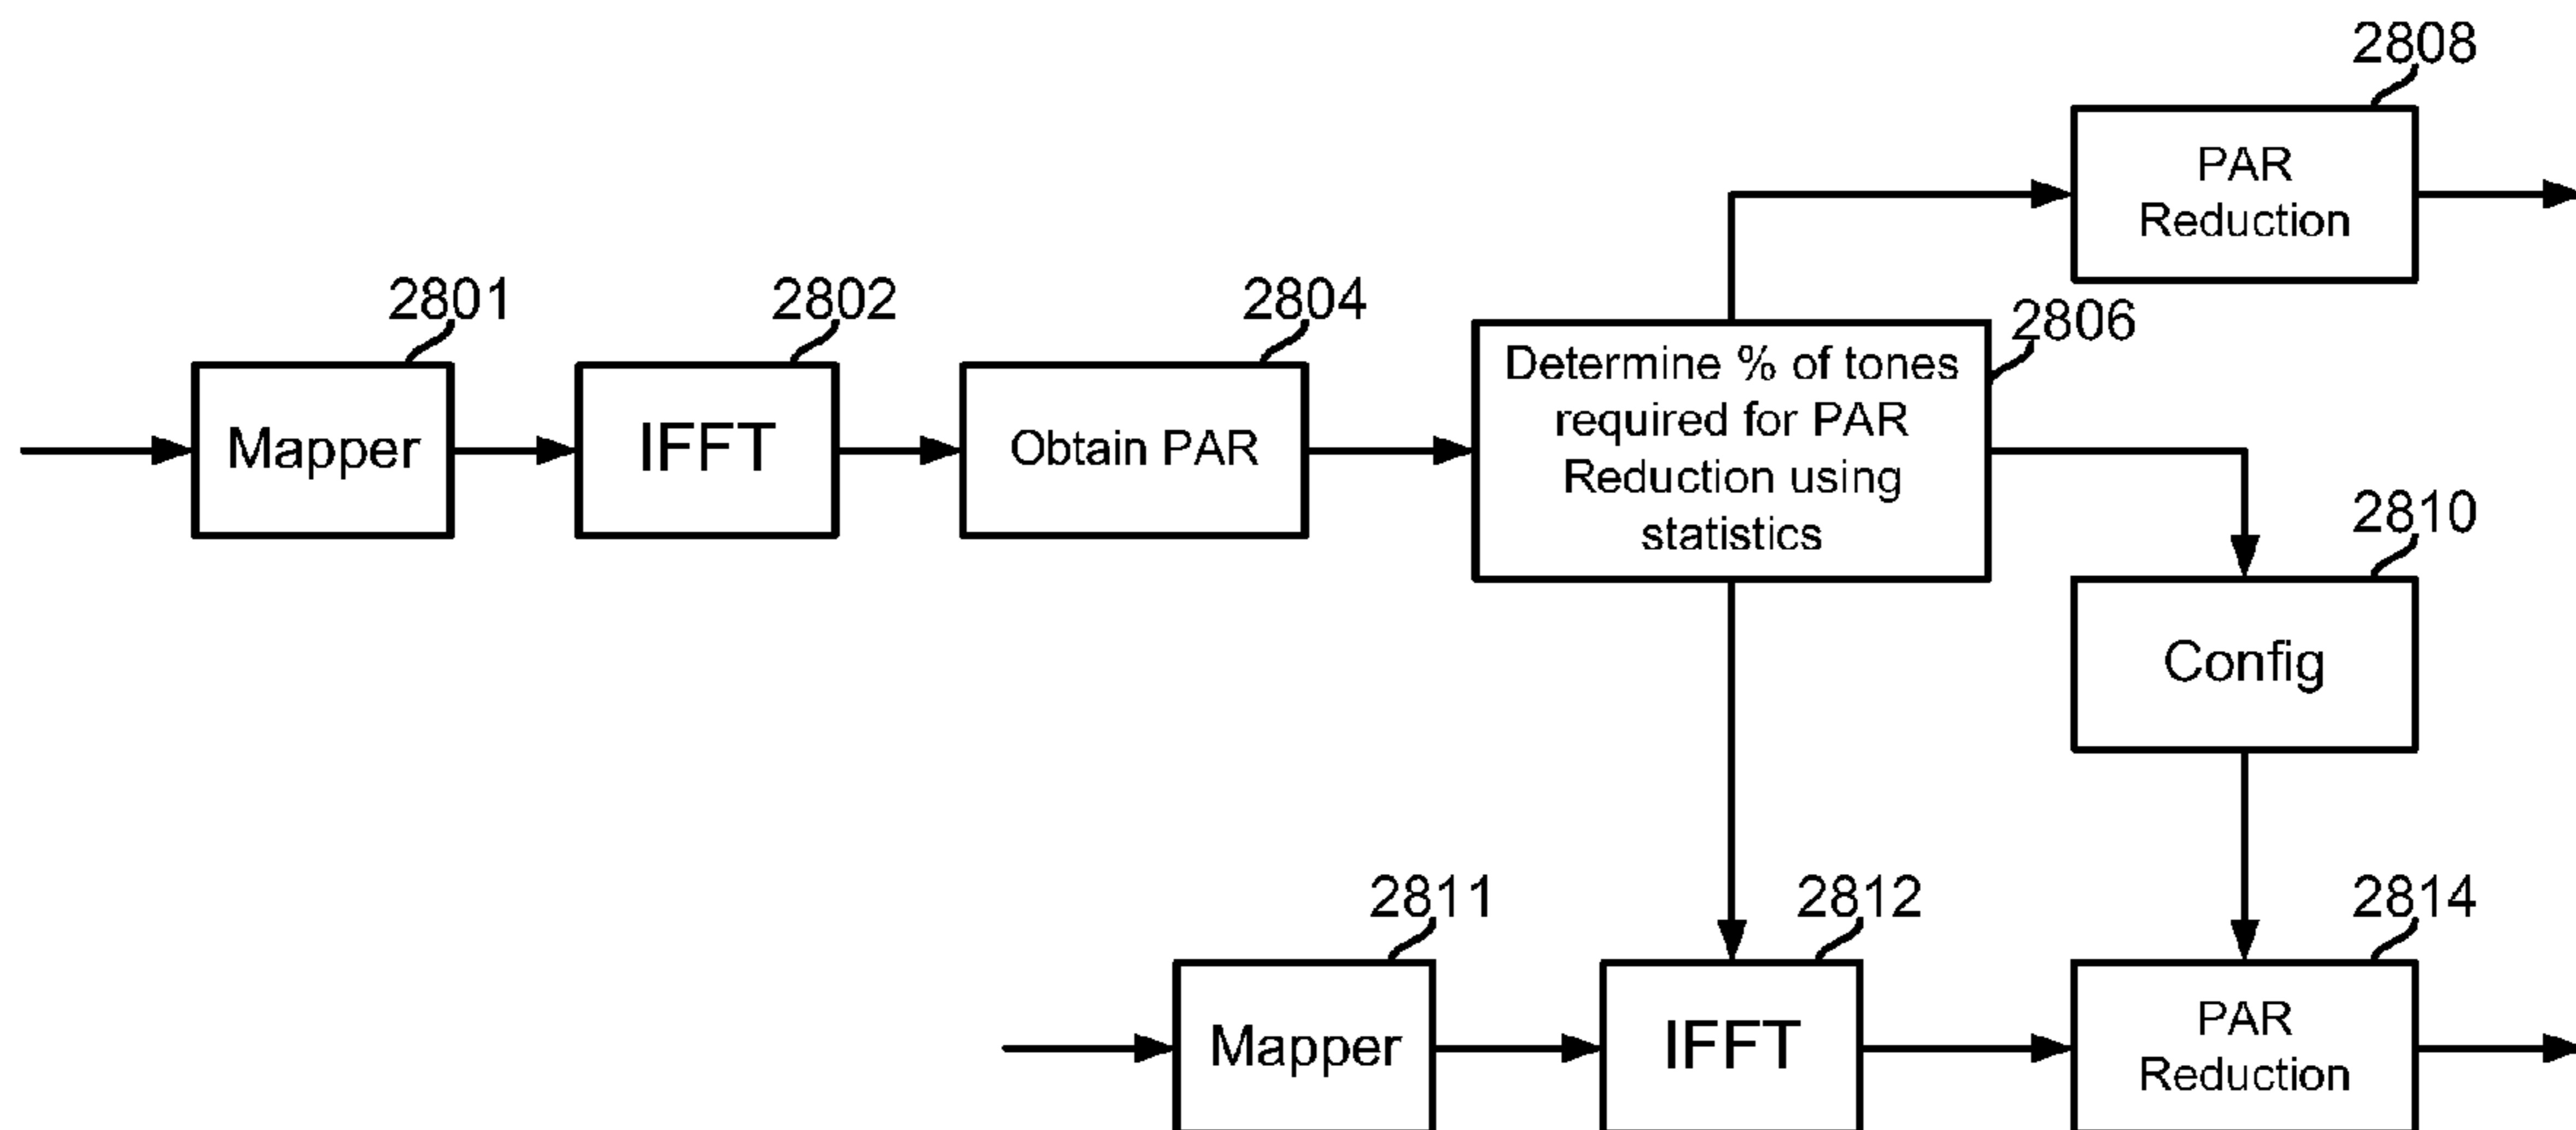 2808
PAR
Reduction
2801
2802
2804
2806
Mapper
IFFT
Obtain PAR
Determine % of tones
required for PAR
Reduction using
statistics
2810
Config
2811
2812
2814
Mapper
IFFT
PAR
Reduction